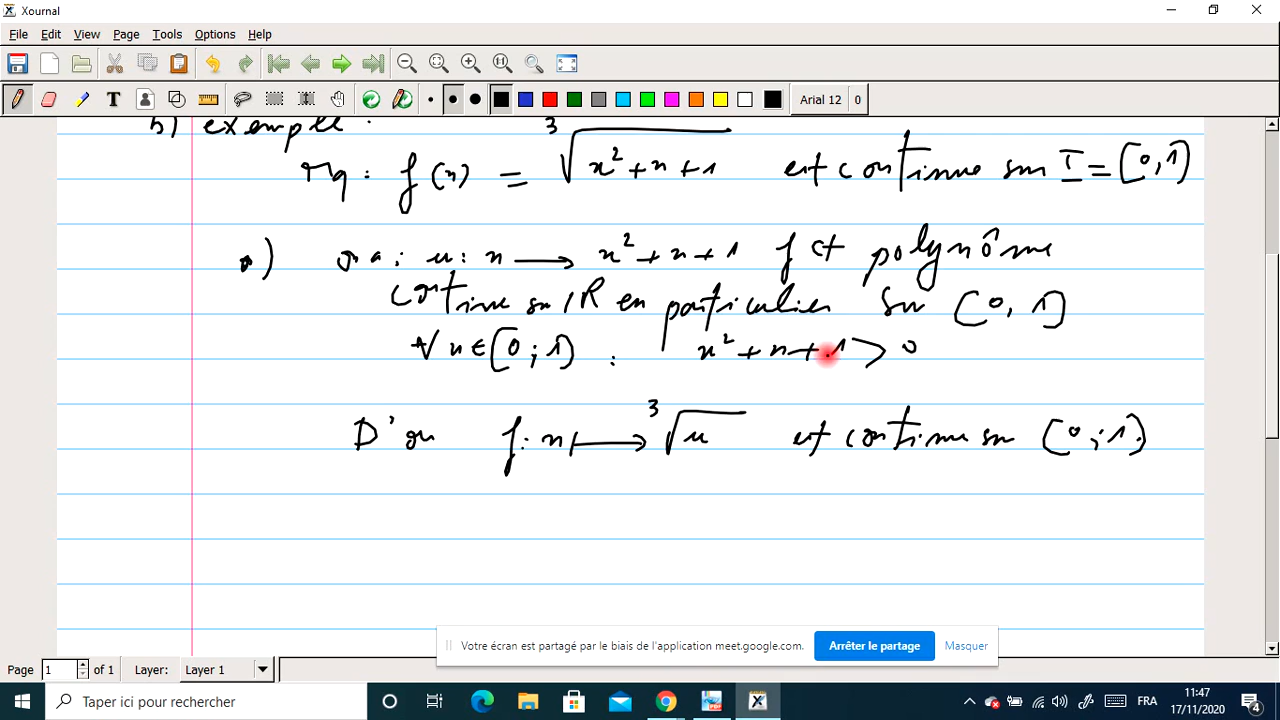 Xournal
File Edit View Page Tools Options Help
Arial 12 0
b) exemple :
Mq : f(x) = ∛(x²+x+1) est continue sur I = [0,1]
•) on a : u : x ⟶ x²+x+1 fct polynôme
continue sur IR en particulier sur [0, 1]
∀x ∈ [0 ; 1] : x²+x+1 > 0
D'où f : x ⟼ ∛u est continue sur [0 ; 1].
Votre écran est partagé par le biais de l'application meet.google.com. Arrêter le partage Masquer
Page 1 of 1 Layer: Layer 1
Taper ici pour rechercher
FRA
11:47
17/11/2020
4